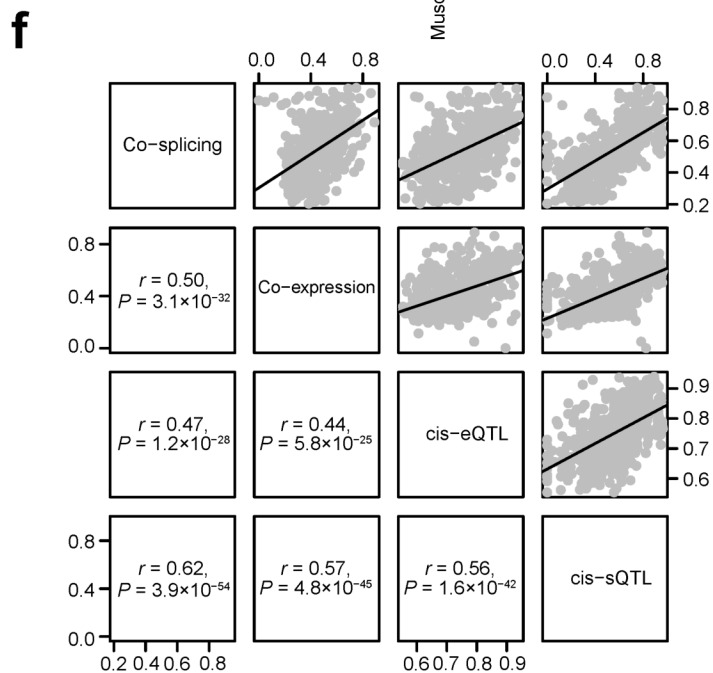 f
Musc
0.0 0.4 0.8
0.0 0.4 0.8
Co−splicing
0.8
0.6
0.4
0.2
0.8
0.4
0.0
r = 0.50,
P = 3.1×10−32
Co−expression
r = 0.47,
P = 1.2×10−28
r = 0.44,
P = 5.8×10−25
cis−eQTL
0.9
0.8
0.7
0.6
0.8
0.4
0.0
r = 0.62,
P = 3.9×10−54
r = 0.57,
P = 4.8×10−45
r = 0.56,
P = 1.6×10−42
cis−sQTL
0.2 0.4 0.6 0.8
0.6 0.7 0.8 0.9